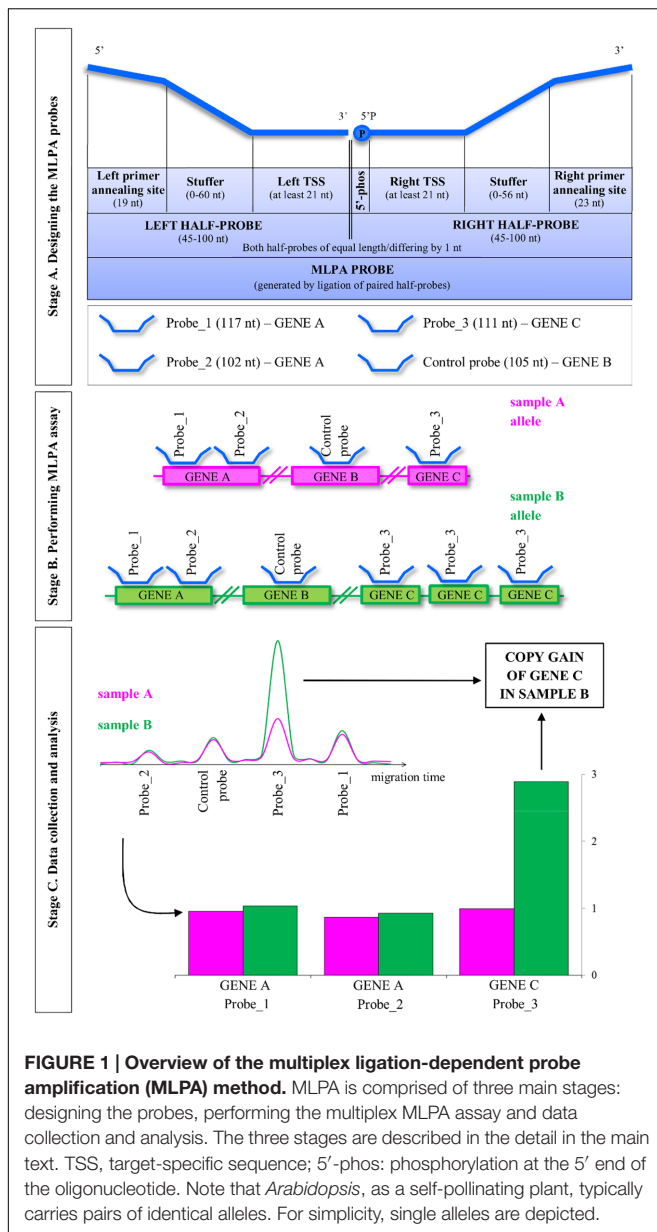 Stage A. Designing the MLPA probes
5’
3’
3’
5’P
P
Left primer
annealing site
(19 nt)
Stuffer
(0-60 nt)
Left TSS
(at least 21 nt)
5’-phos
Right TSS
(at least 21 nt)
Stuffer
(0-56 nt)
Right primer
annealing site
(23 nt)
LEFT HALF-PROBE
(45-100 nt)
RIGHT HALF-PROBE
(45-100 nt)
Both half-probes of equal length/differing by 1 nt
MLPA PROBE
(generated by ligation of paired half-probes)
Probe_1 (117 nt) – GENE A
Probe_3 (111 nt) – GENE C
Probe_2 (102 nt) – GENE A
Control probe (105 nt) – GENE B
Stage B. Performing MLPA assay
Probe_1
Probe_2
Control
probe
Probe_3
sample A
allele
GENE A
GENE B
GENE C
sample B
allele
Probe_1
Probe_2
Control
probe
Probe_3
Probe_3
Probe_3
GENE A
GENE B
GENE C
GENE C
GENE C
Stage C. Data collection and analysis
sample A
sample B
COPY GAIN
OF GENE C
IN SAMPLE B
migration time
Probe_2
Control
probe
Probe_3
Probe_1
3
2
1
0
GENE A
Probe_1
GENE A
Probe_2
GENE C
Probe_3
FIGURE 1 | Overview of the multiplex ligation-dependent probe
amplification (MLPA) method. MLPA is comprised of three main stages:
designing the probes, performing the multiplex MLPA assay and data
collection and analysis. The three stages are described in the detail in the main
text. TSS, target-specific sequence; 5′-phos: phosphorylation at the 5′ end of
the oligonucleotide. Note that Arabidopsis, as a self-pollinating plant, typically
carries pairs of identical alleles. For simplicity, single alleles are depicted.